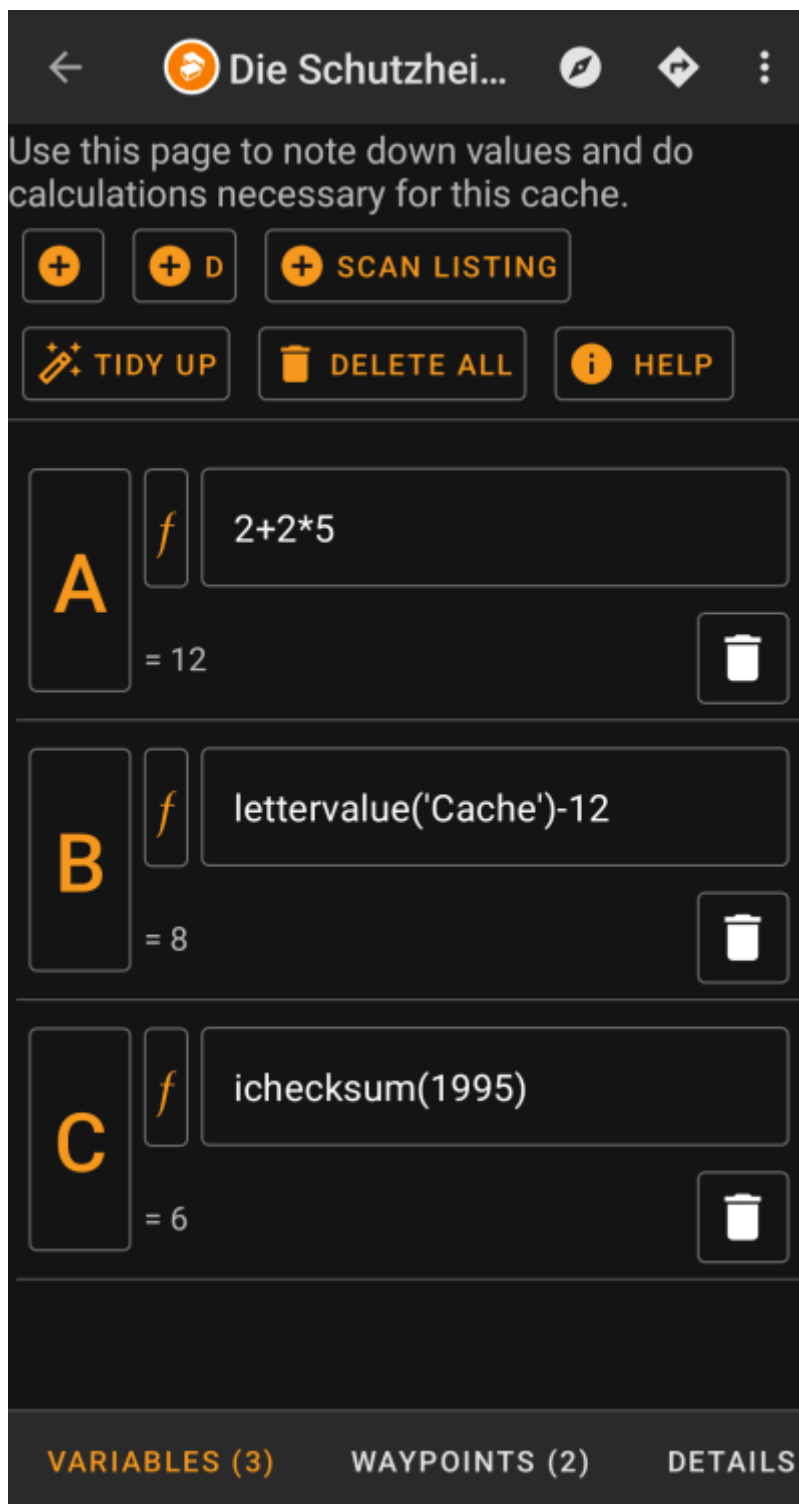 Die Schutzhei...
Use this page to note down values and do
calculations necessary for this cache.
D
SCAN LISTING
TIDY UP
DELETE ALL
HELP
A
f
2+2*5
= 12
B
f
lettervalue('Cache')-12
= 8
C
f
ichecksum(1995)
= 6
VARIABLES (3)
WAYPOINTS (2)
DETAILS